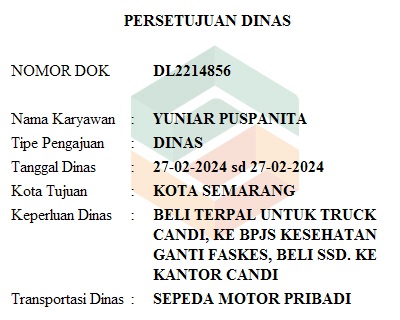 PERSETUJUAN DINAS
NOMOR DOK DL2214856
Nama Karyawan : YUNIAR PUSPANITA
Tipe Pengajuan : DINAS
Tanggal Dinas : 27-02-2024 sd 27-02-2024
Kota Tujuan : KOTA SEMARANG
Keperluan Dinas : BELI TERPAL UNTUK TRUCK
CANDI, KE BPJS KESEHATAN
GANTI FASKES, BELI SSD. KE
KANTOR CANDI
Transportasi Dinas : SEPEDA MOTOR PRIBADI